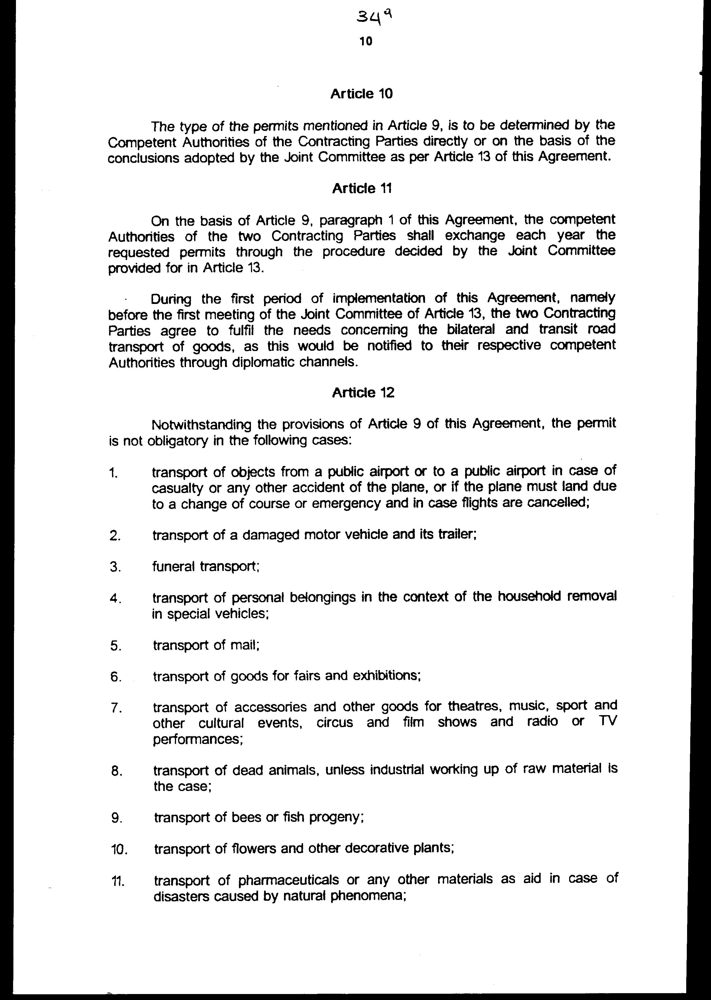 34a
10
Article 10
The type of the permits mentioned in Article 9, is to be determined by the
Competent Authorities of the Contracting Parties directly or on the basis of the
conclusions adopted by the Joint Committee as per Article 13 of this Agreement.
Article 11
On the basis of Article 9, paragraph 1 of this Agreement, the competent
Authorities of the two Contracting Parties shall exchange each year the
requested permits through the procedure decided by the Joint Committee
provided for in Article 13.
During the first period of implementation of this Agreement, namely
before the first meeting of the Joint Committee of Article 13, the two Contracting
Parties agree to fulfil the needs concerning the bilateral and transit road
transport of goods, as this would be notified to their respective competent
Authorities through diplomatic channels.
Article 12
Notwithstanding the provisions of Article 9 of this Agreement, the permit
is not obligatory in the following cases:
1. transport of objects from a public airport or to a public airport in case of
casualty or any other accident of the plane, or if the plane must land due
to a change of course or emergency and in case flights are cancelled;
2. transport of a damaged motor vehicle and its trailer;
3. funeral transport;
4. transport of personal belongings in the context of the household removal
in special vehicles;
5. transport of mail;
6. transport of goods for fairs and exhibitions;
7. transport of accessories and other goods for theatres, music, sport and
other cultural events, circus and film shows and radio or TV
performances;
8. transport of dead animals, unless industrial working up of raw material is
the case;
9. transport of bees or fish progeny;
10. transport of flowers and other decorative plants;
11. transport of pharmaceuticals or any other materials as aid in case of
disasters caused by natural phenomena;